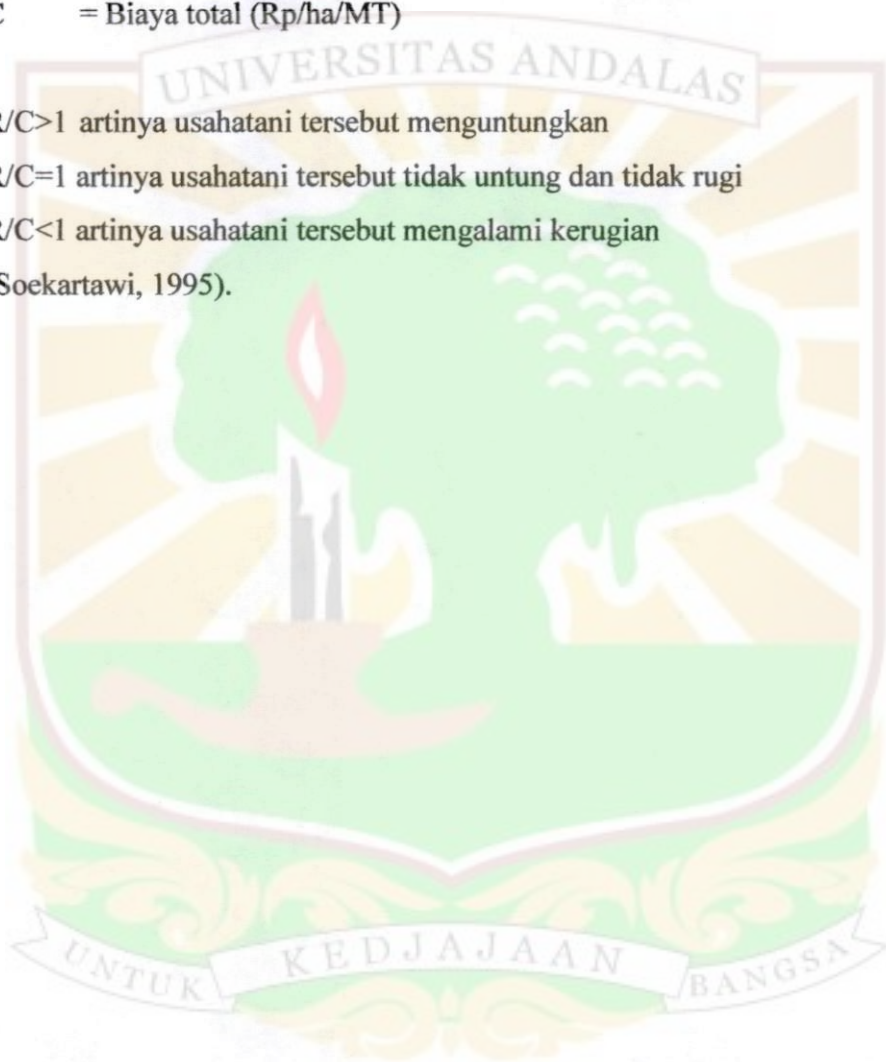 = Biaya total (Rp/ha/MT)
UNIVERSITAS ANDALAS
/C>1 artinya usahatani tersebut menguntungkan
/C=1 artinya usahatani tersebut tidak untung dan tidak rugi
/C<1 artinya usahatani tersebut mengalami kerugian
Soekartawi, 1995).
UNTUK KEDJAJAAN BANGSA